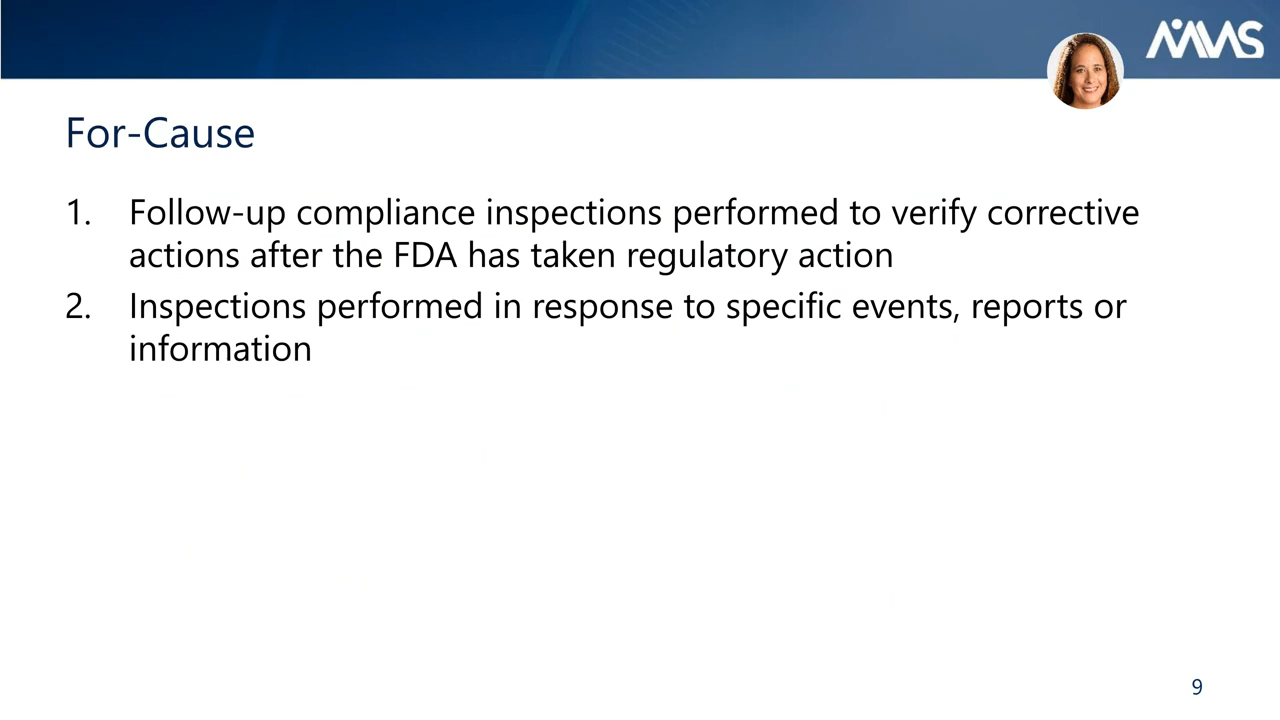 MMS
For-Cause
1. Follow-up compliance inspections performed to verify corrective
actions after the FDA has taken regulatory action
2. Inspections performed in response to specific events, reports or
information
9